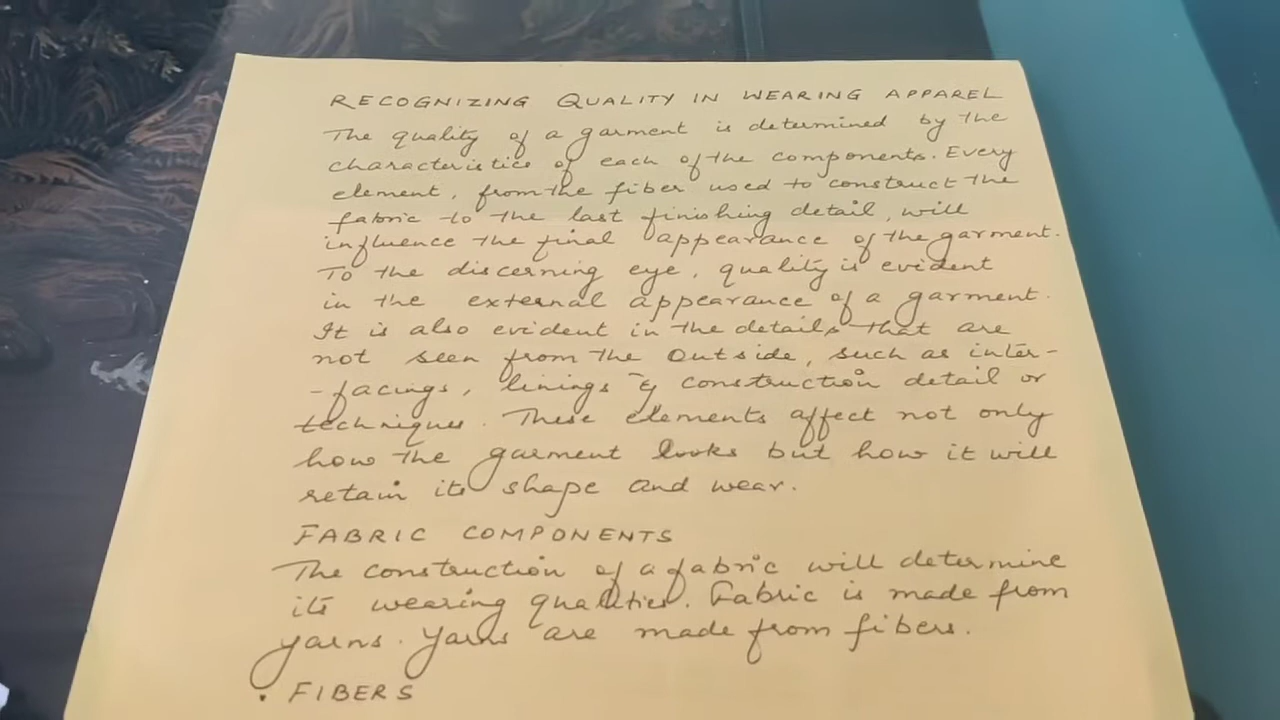 RECOGNIZING QUALITY IN WEARING APPAREL
The quality of a garment is determined by the
characteristics of each of the components. Every
element, from the fiber used to construct the
fabric to the last finishing detail, will
influence the final appearance of the garment.
To the discerning eye, quality is evident
in the external appearance of a garment.
It is also evident in the details that are
not seen from the outside, such as inter-
-facings, linings & construction detail or
techniques. These elements affect not only
how the garment looks but how it will
retain its shape and wear.
FABRIC COMPONENTS
The construction of a fabric will determine
its wearing qualities. Fabric is made from
yarns. Yarns are made from fibers.
• FIBERS